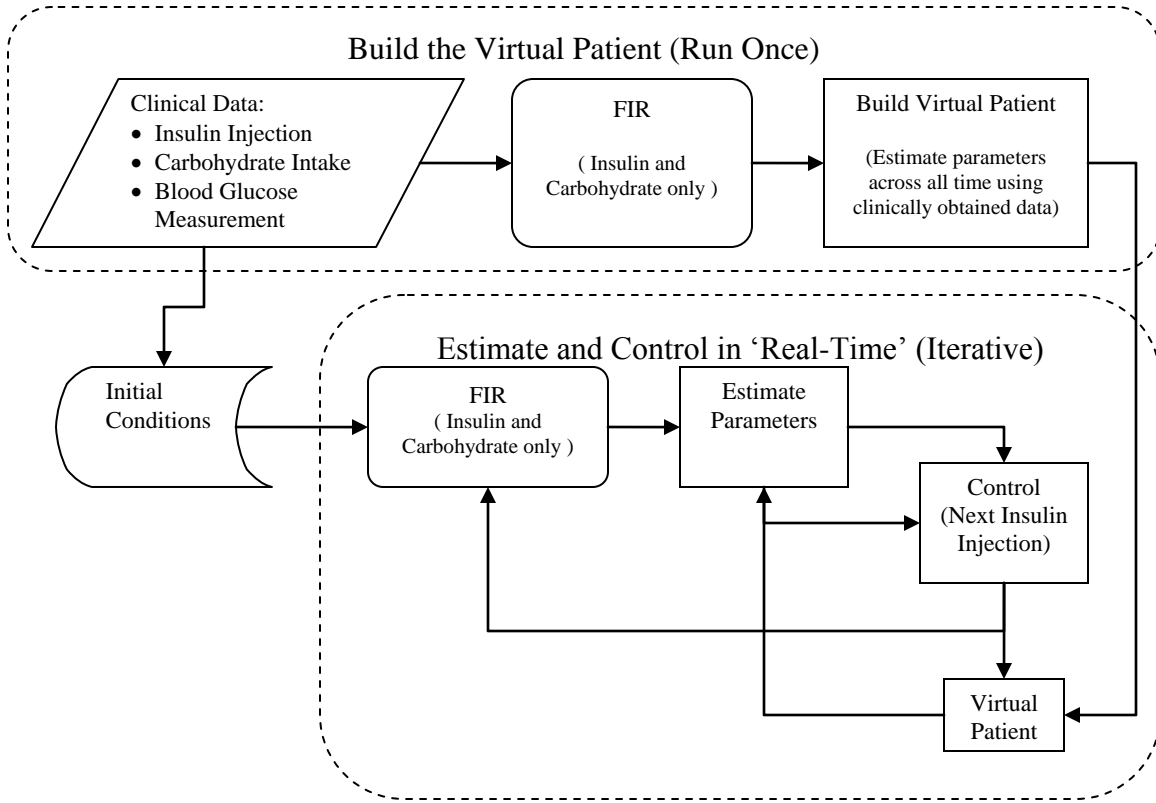 Build the Virtual Patient (Run Once)
Clinical Data:
• Insulin Injection
• Carbohydrate Intake
• Blood Glucose
Measurement
FIR
( Insulin and
Carbohydrate only )
Build Virtual Patient
(Estimate parameters
across all time using
clinically obtained data)
Estimate and Control in ‘Real-Time’ (Iterative)
Initial
Conditions
FIR
( Insulin and
Carbohydrate only )
Estimate
Parameters
Control
(Next Insulin
Injection)
Virtual
Patient